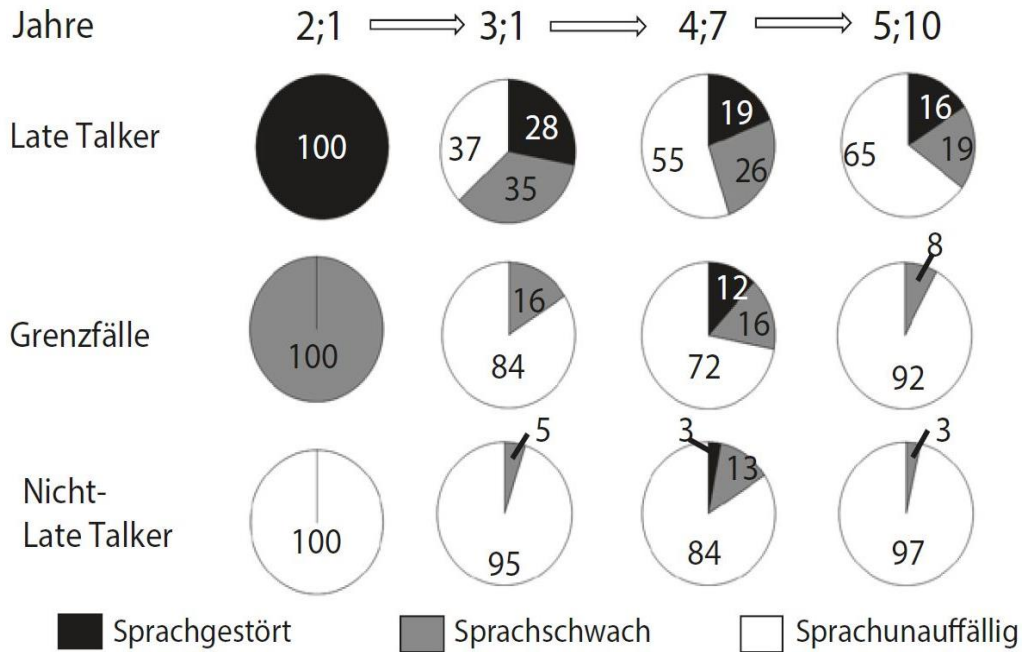 Jahre 2;1 3;1 4;7 5;10
Late Talker 100 37 28 35 55 19 26 65 16 19
Grenzfälle 100 16 84 12 16 72 8 92
Nicht-
Late Talker 100 5 95 3 13 84 3 97
Sprachgestört Sprachschwach Sprachunauffällig